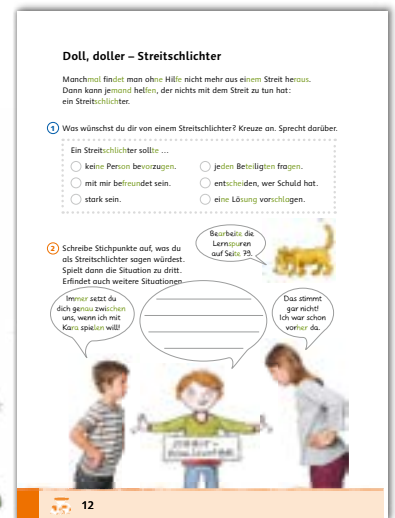 Doll, doller – Streitschlichter
Manchmal findet man ohne Hilfe nicht mehr aus einem Streit heraus.
Dann kann jemand helfen, der nichts mit dem Streit zu tun hat:
ein Streitschlichter.
1 Was wünschst du dir von einem Streitschlichter? Kreuze an. Sprecht darüber.
Ein Streitschlichter sollte …
keine Person bevorzugen.
jeden Beteiligten fragen.
mit mir befreundet sein.
entscheiden, wer Schuld hat.
stark sein.
eine Lösung vorschlagen.
2 Schreibe Stichpunkte auf, was du
als Streitschlichter sagen würdest.
Spielt dann die Situation zu dritt.
Erfindet auch weitere Situationen.
Bearbeite die
Lernspuren
auf Seite 79.
Immer setzt du
dich genau zwischen
uns, wenn ich mit
Kara spielen will!
Das stimmt
gar nicht!
Ich war schon
vorher da.
STREIT-
SCHLICHTER
12